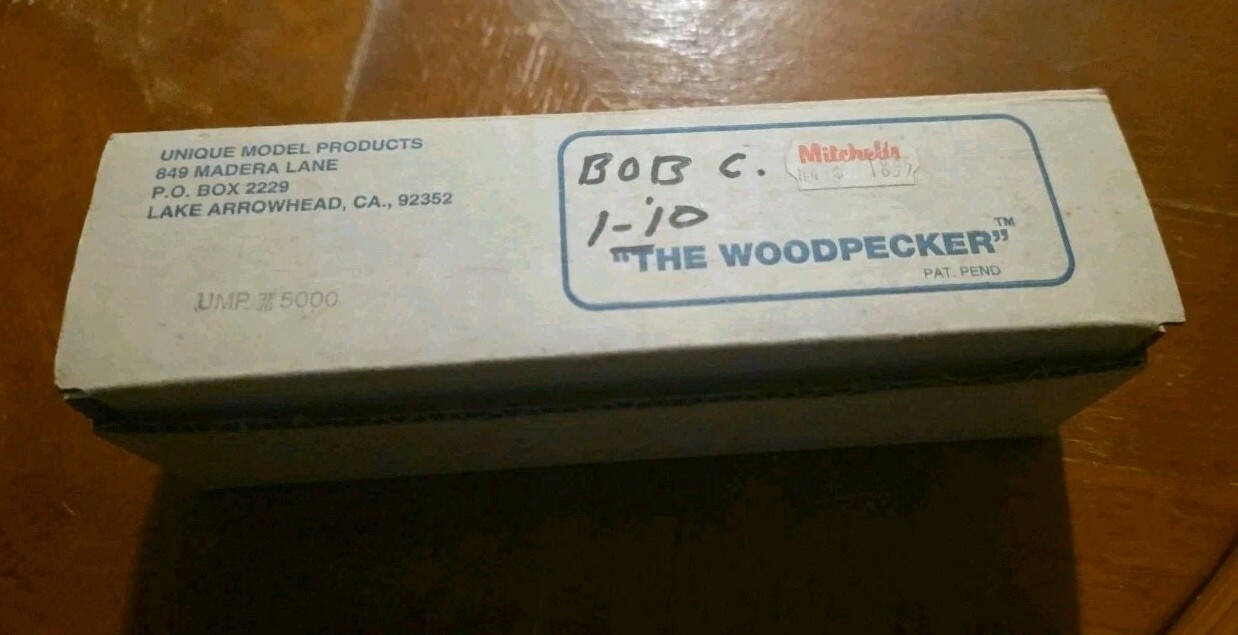 UNIQUE MODEL PRODUCTS
849 MADERA LANE
P.O. BOX 2229
LAKE ARROWHEAD, CA., 92352
UMP # 5000
BOB C.
Mitchells
1-10
"THE WOODPECKER"™
PAT. PEND